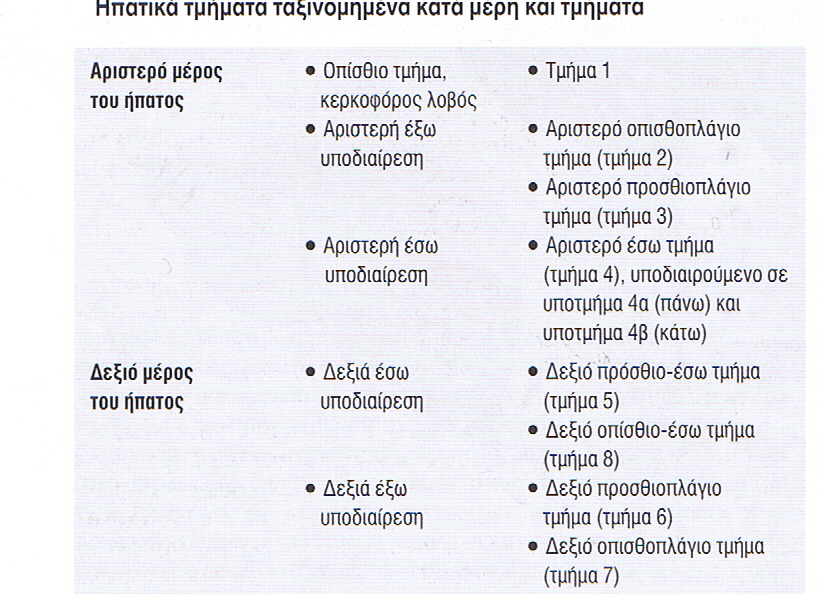 Ηπατικά τμήματα ταξινομημένα κατά μέρη και τμήματα
Αριστερό μέρος
του ήπατος
• Οπίσθιο τμήμα,
κερκοφόρος λοβός
• Τμήμα 1
• Αριστερή έξω
υποδιαίρεση
• Αριστερό οπισθοπλάγιο
τμήμα (τμήμα 2)
• Αριστερό προσθιοπλάγιο
τμήμα (τμήμα 3)
• Αριστερή έσω
υποδιαίρεση
• Αριστερό έσω τμήμα
(τμήμα 4), υποδιαιρούμενο σε
υποτμήμα 4α (πάνω) και
υποτμήμα 4β (κάτω)
Δεξιό μέρος
του ήπατος
• Δεξιά έσω
υποδιαίρεση
• Δεξιό πρόσθιο-έσω τμήμα
(τμήμα 5)
• Δεξιό οπίσθιο-έσω τμήμα
(τμήμα 8)
• Δεξιά έξω
υποδιαίρεση
• Δεξιό προσθιοπλάγιο
τμήμα (τμήμα 6)
• Δεξιό οπισθοπλάγιο τμήμα
(τμήμα 7)